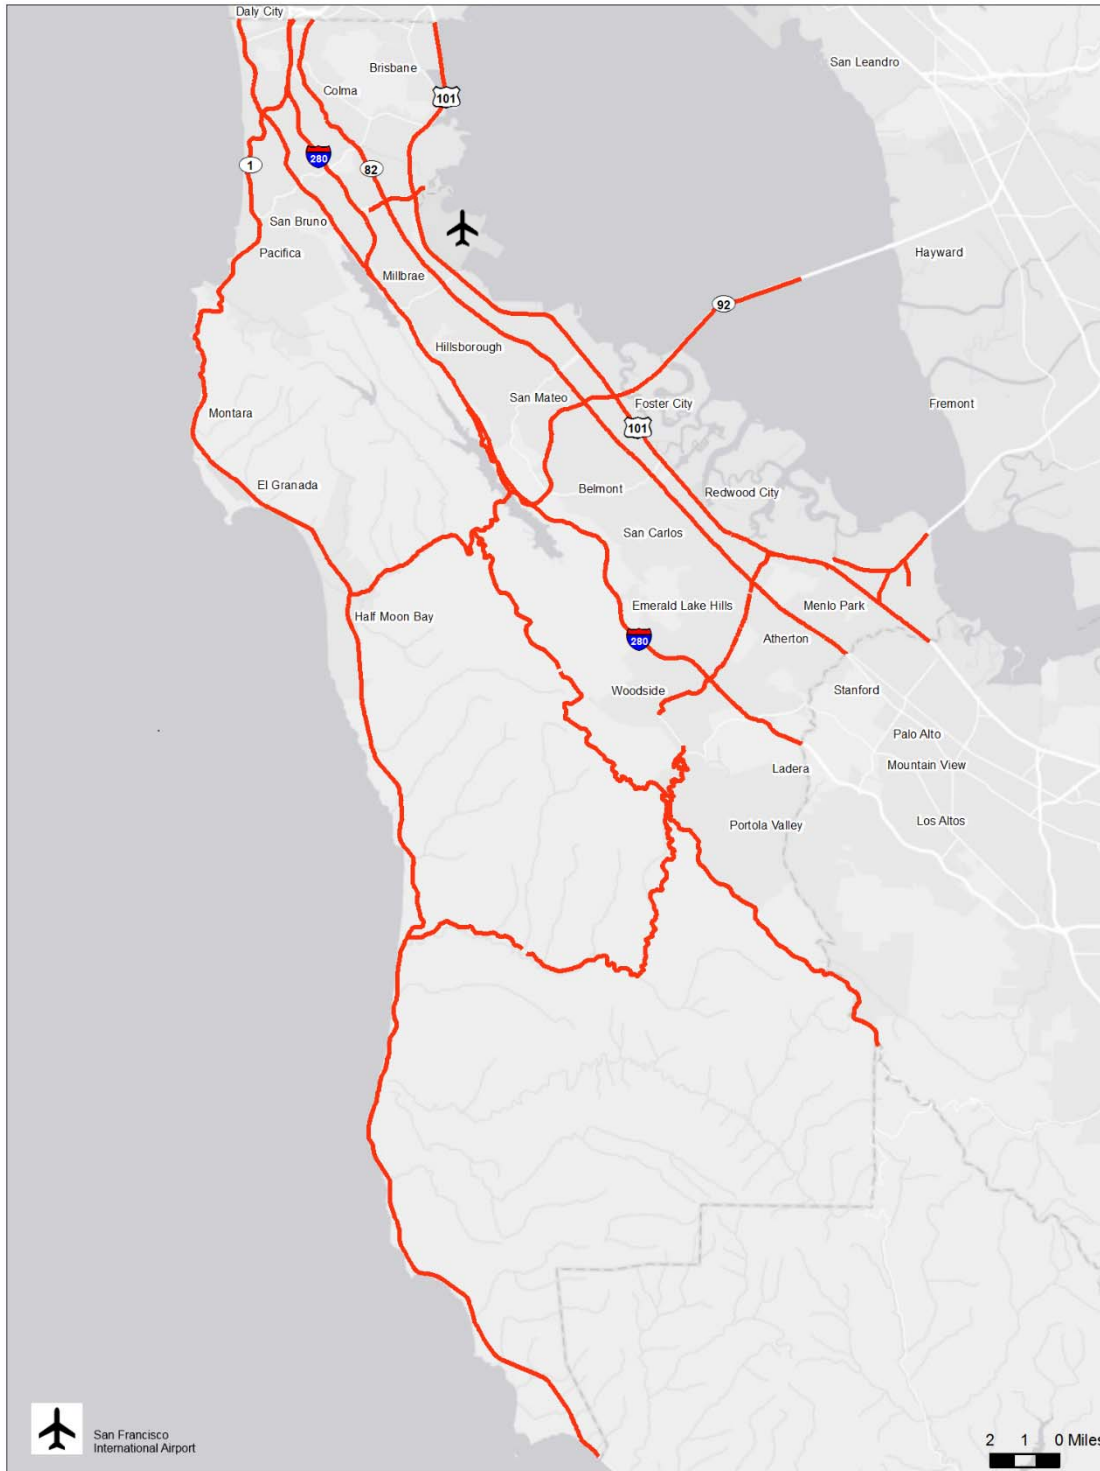 Daly City
San Leandro
Brisbane
Colma
101
280
1
82
San Bruno
Pacifica
Hayward
Millbrae
92
Hillsborough
San Mateo
Foster City
Fremont
Montara
101
El Granada
Belmont
Redwood City
San Carlos
Half Moon Bay
Emerald Lake Hills
Menlo Park
280
Atherton
Woodside
Stanford
Palo Alto
Ladera
Mountain View
Portola Valley
Los Altos
San Francisco
International Airport
2 1 0 Miles